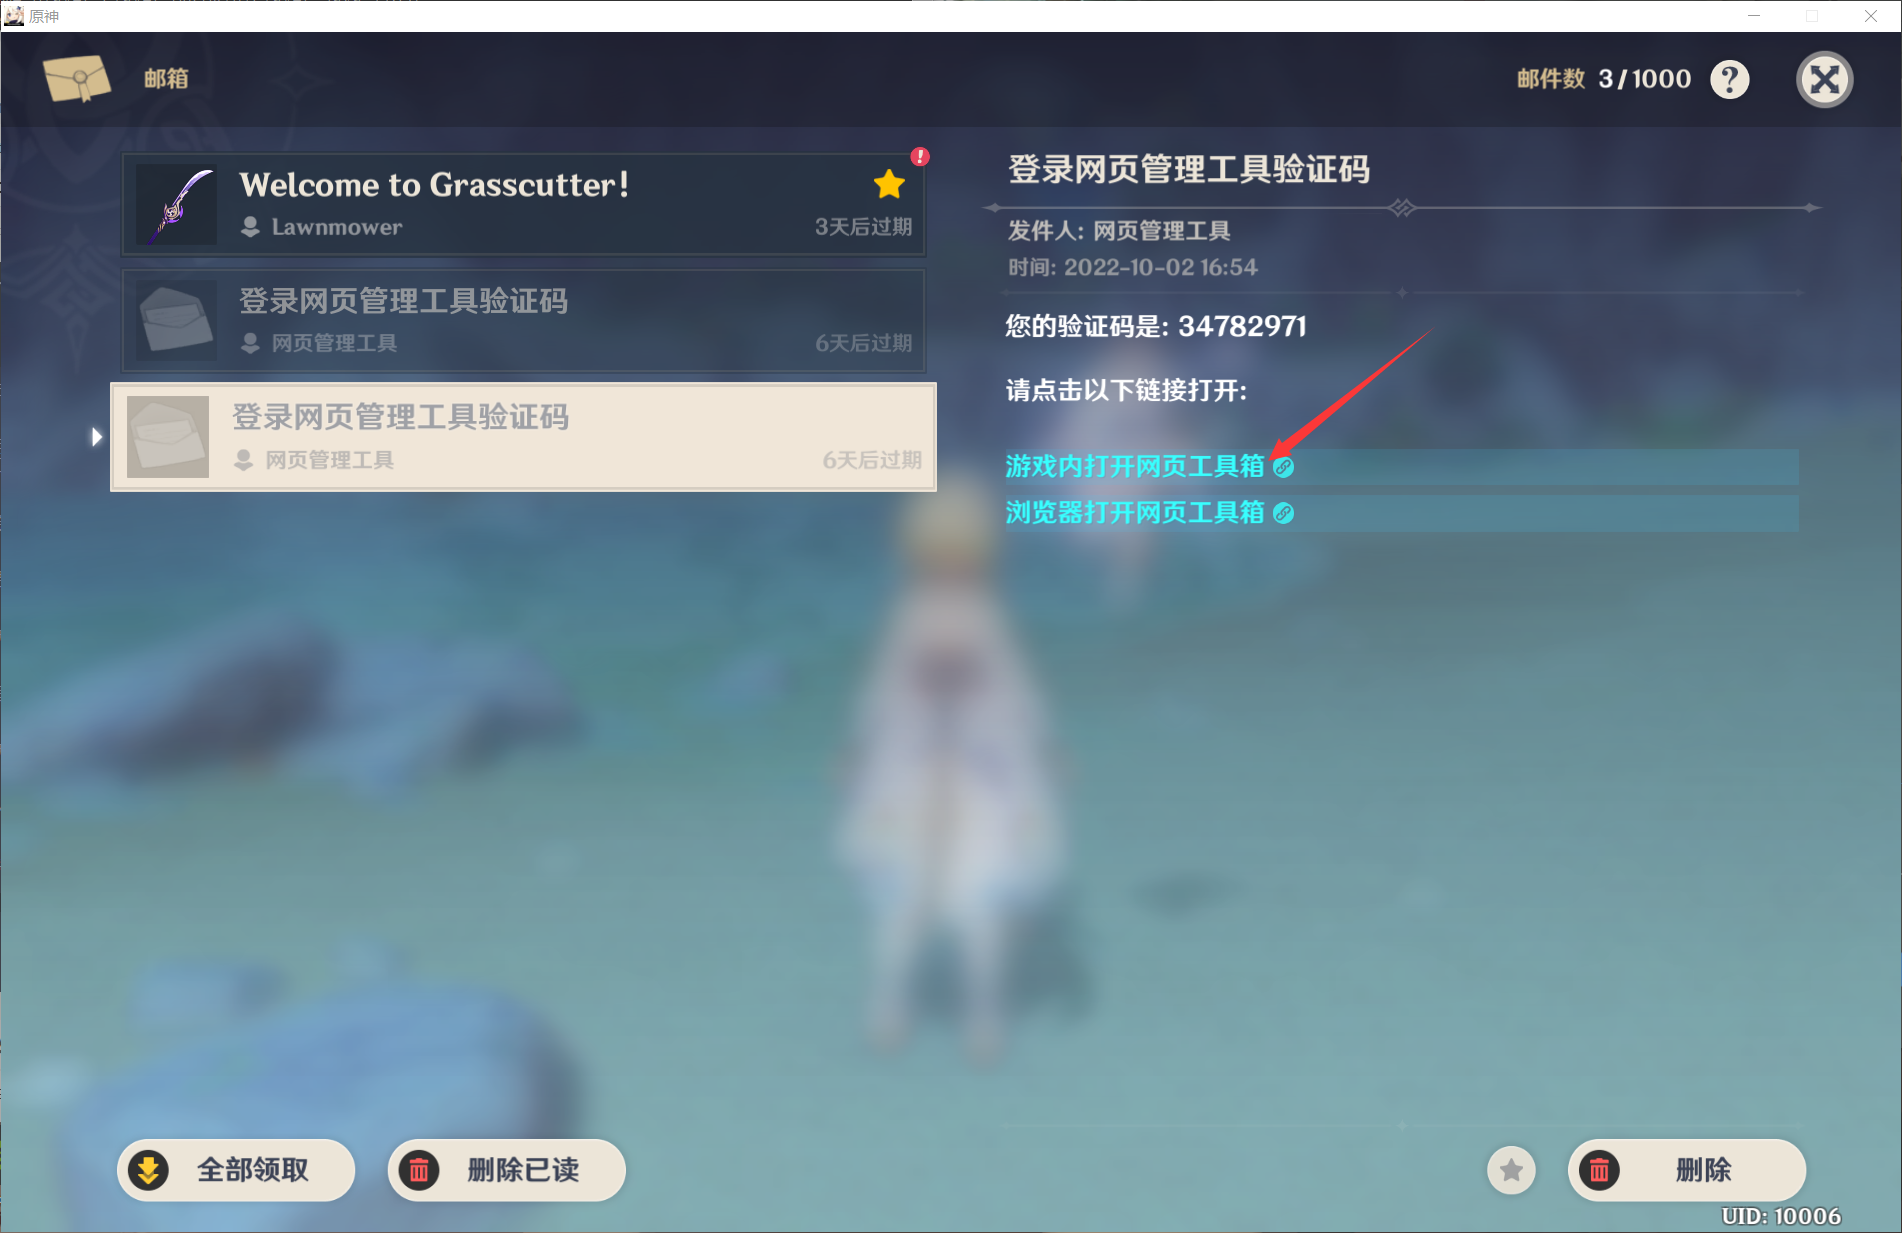 原神
邮箱
邮件数 3/1000
?
Welcome to Grasscutter!
Lawnmower
3天后过期
登录网页管理工具验证码
网页管理工具
6天后过期
登录网页管理工具验证码
网页管理工具
6天后过期
登录网页管理工具验证码
发件人: 网页管理工具
时间: 2022-10-02 16:54
您的验证码是: 34782971
请点击以下链接打开:
游戏内打开网页工具箱
浏览器打开网页工具箱
全部领取
删除已读
删除
UID: 10006